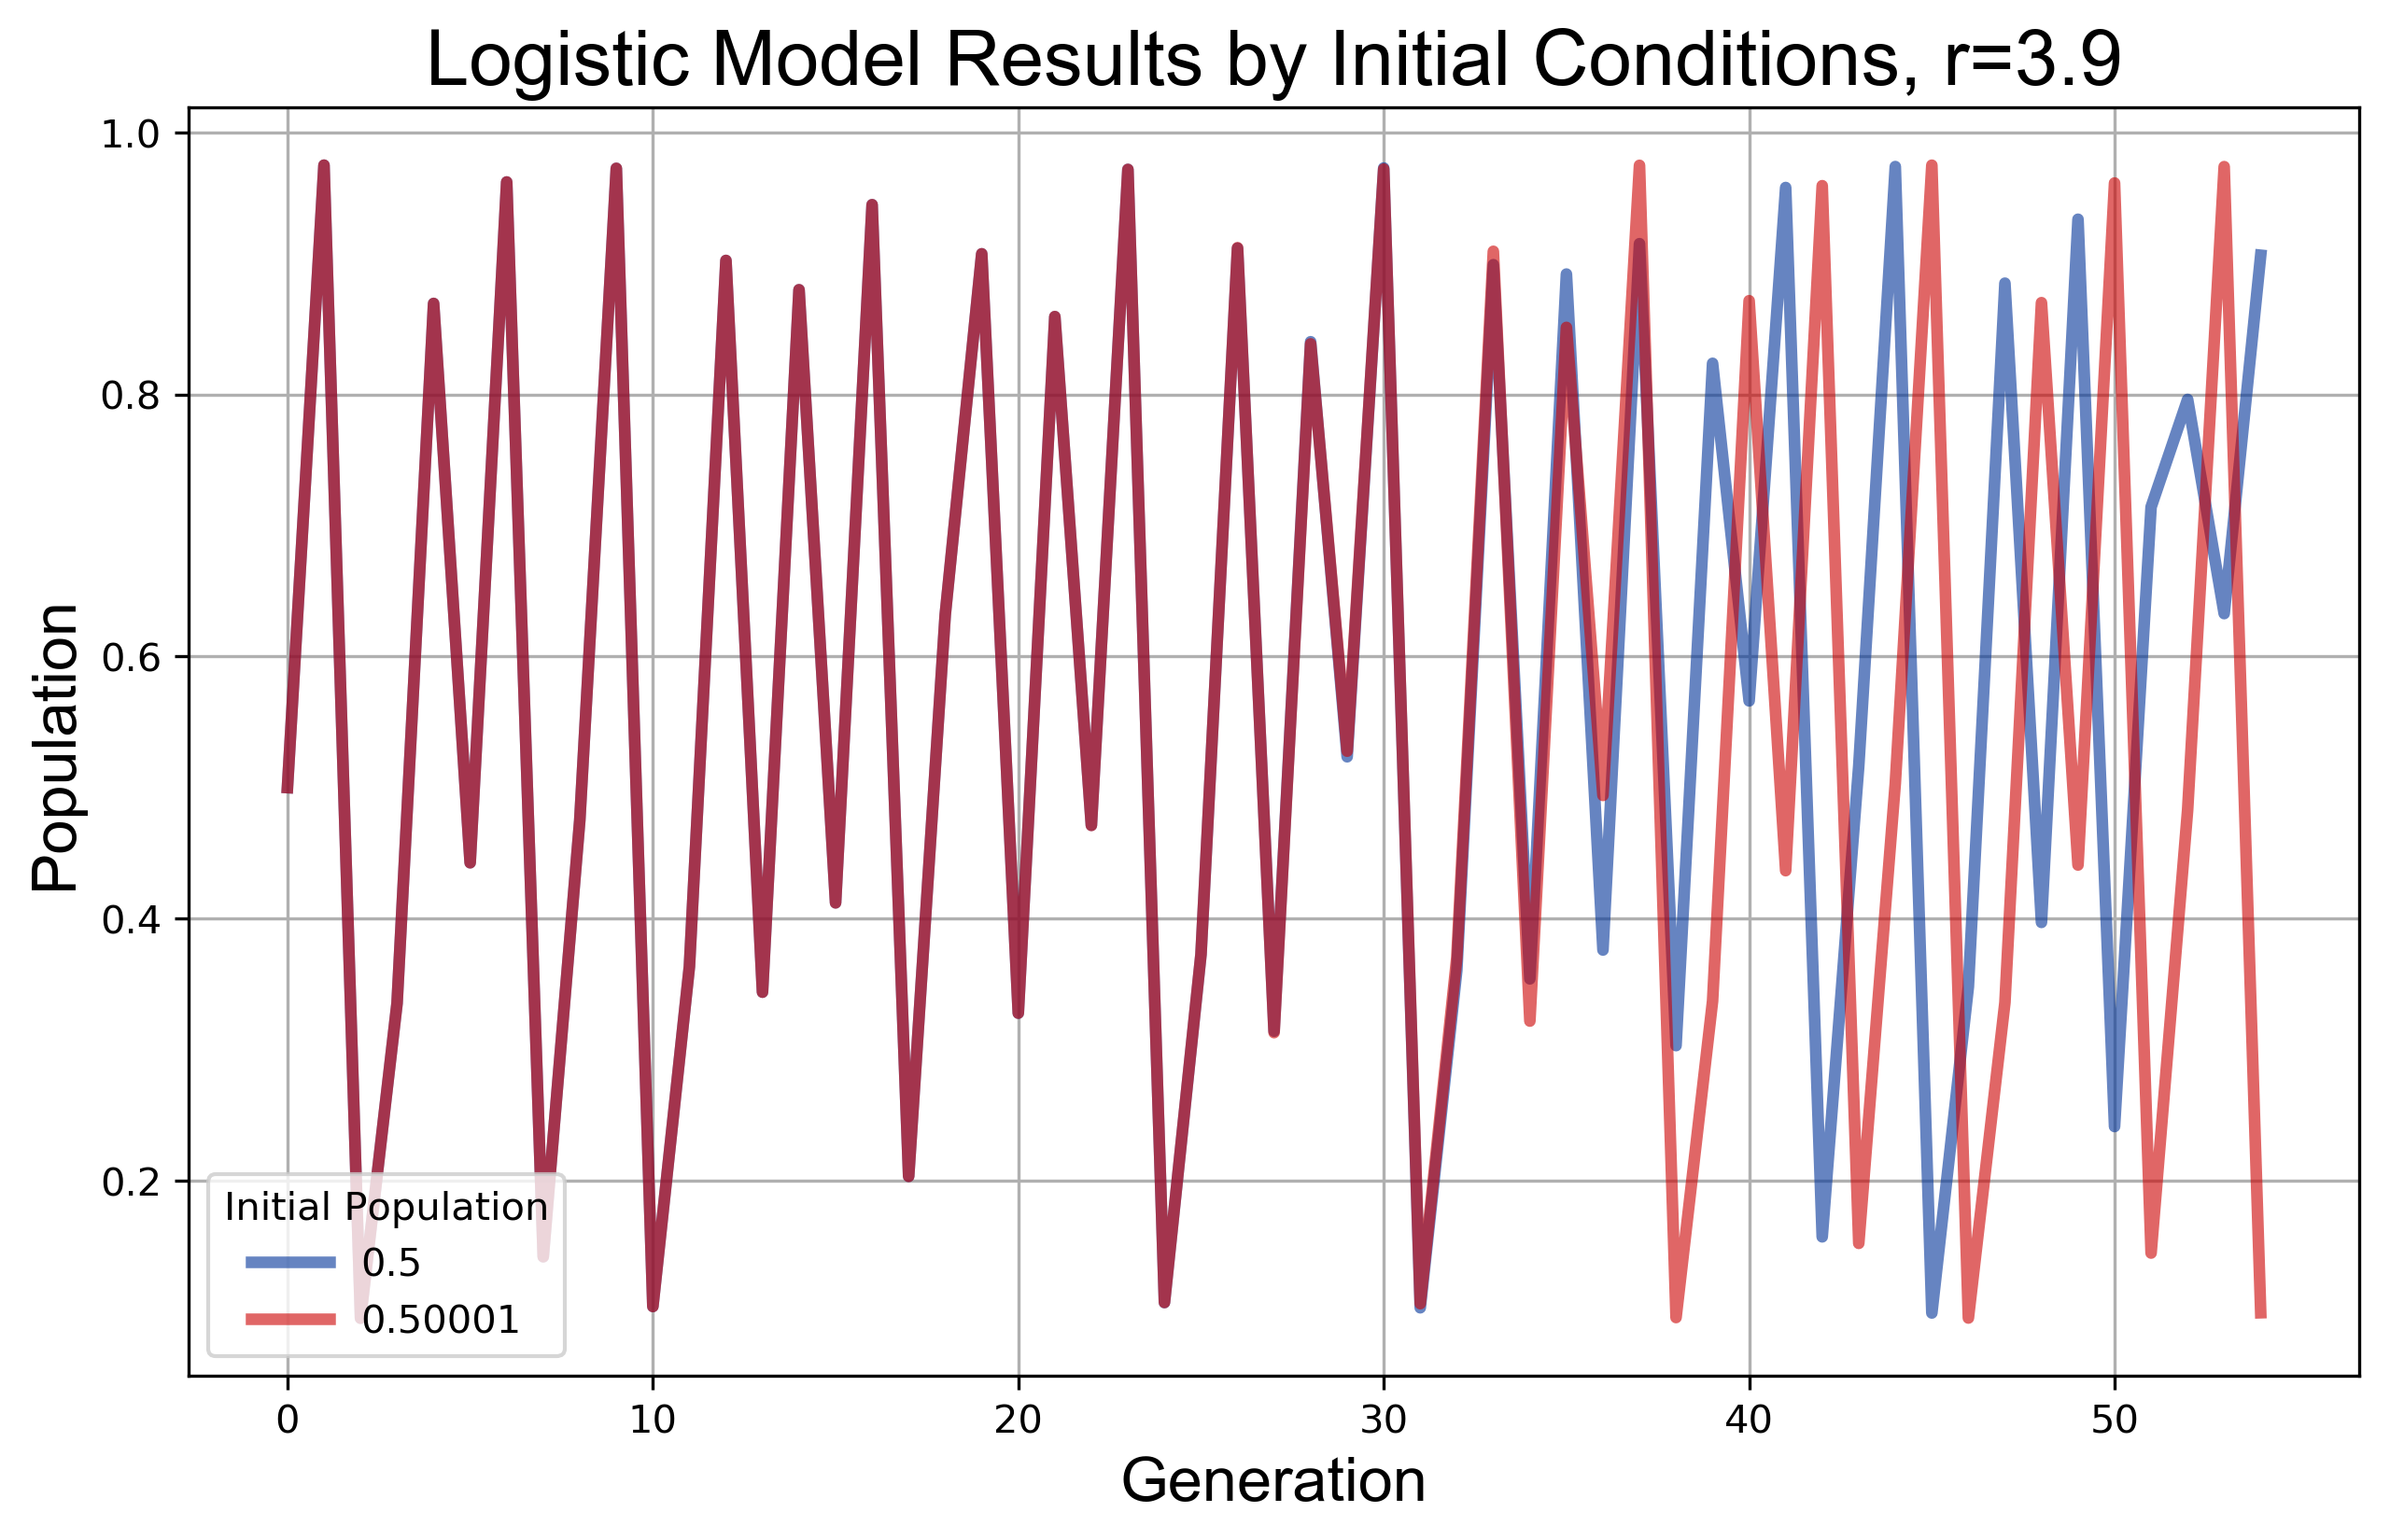 Logistic Model Results by Initial Conditions, r=3.9
Population
1.0
0.8
0.6
0.4
0.2
Initial Population
0.5
0.50001
0 10 20 30 40 50
Generation